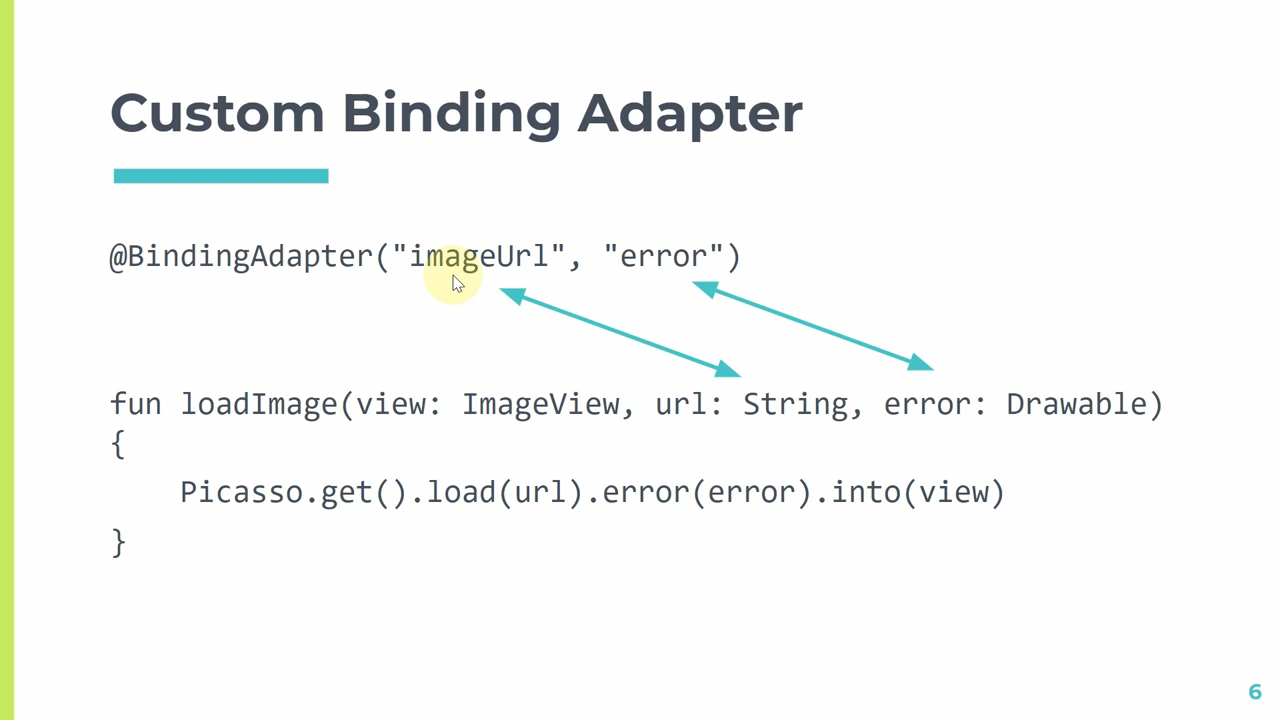 Custom Binding Adapter
@BindingAdapter("imageUrl", "error")
fun loadImage(view: ImageView, url: String, error: Drawable)
{
Picasso.get().load(url).error(error).into(view)
}
6